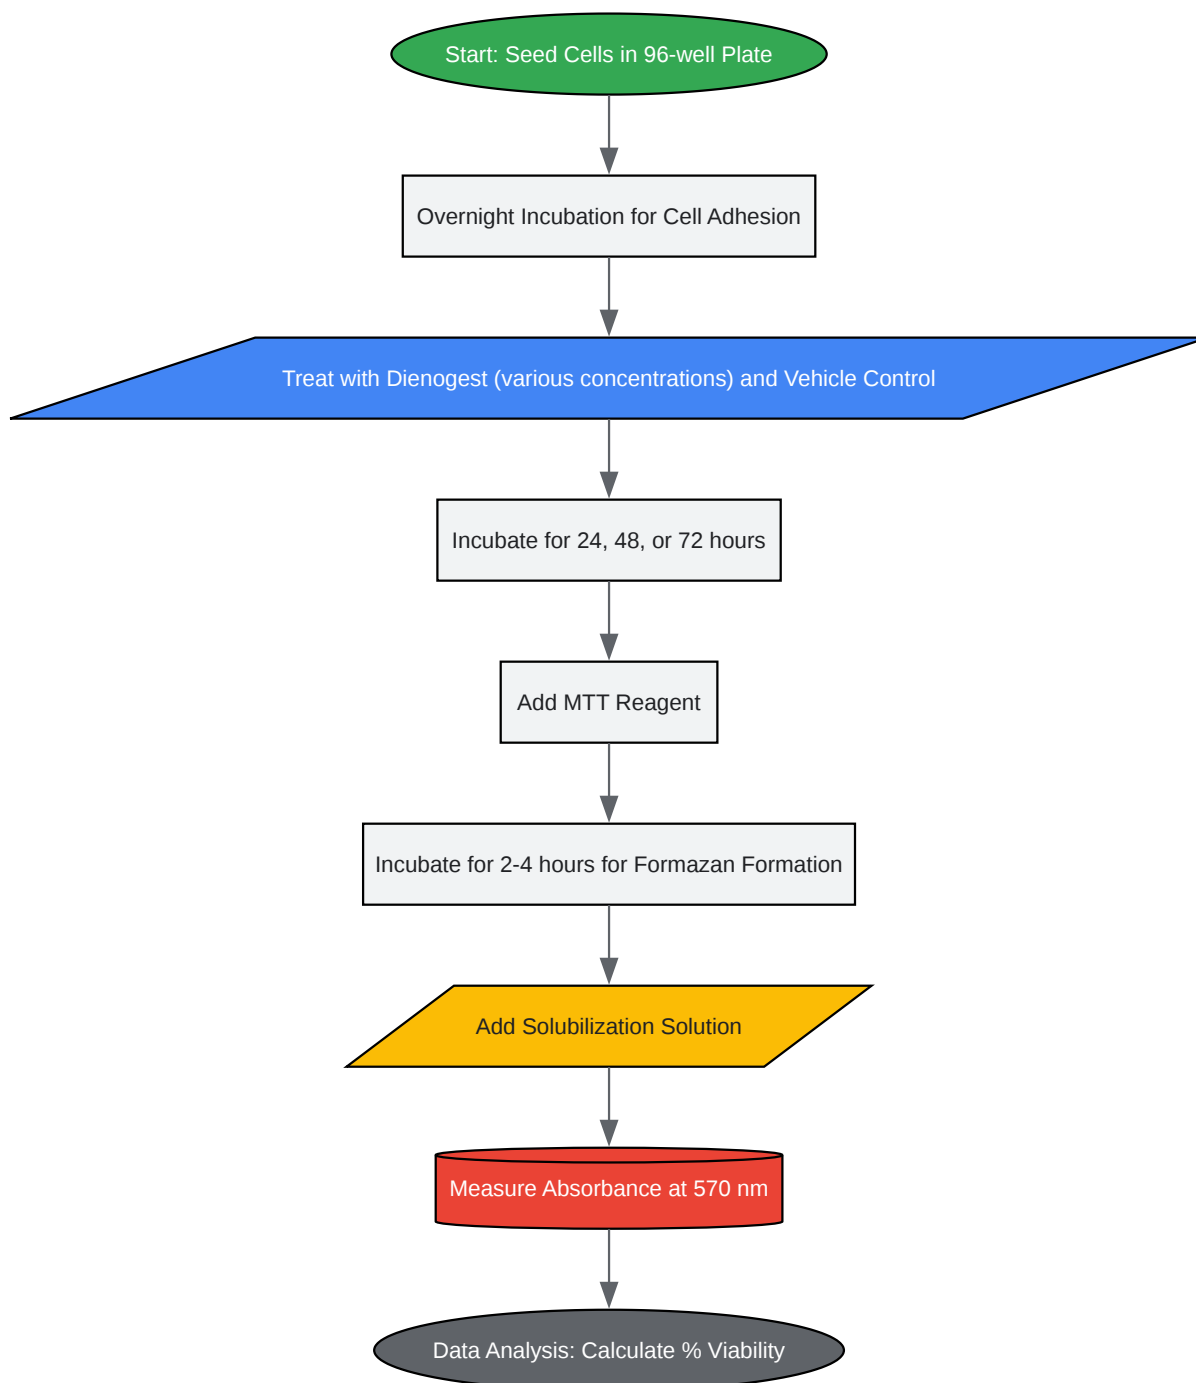 Start: Seed Cells in 96-well Plate
Overnight Incubation for Cell Adhesion
Treat with Dienogest (various concentrations) and Vehicle Control
Incubate for 24, 48, or 72 hours
Add MTT Reagent
Incubate for 2-4 hours for Formazan Formation
Add Solubilization Solution
Measure Absorbance at 570 nm
Data Analysis: Calculate % Viability